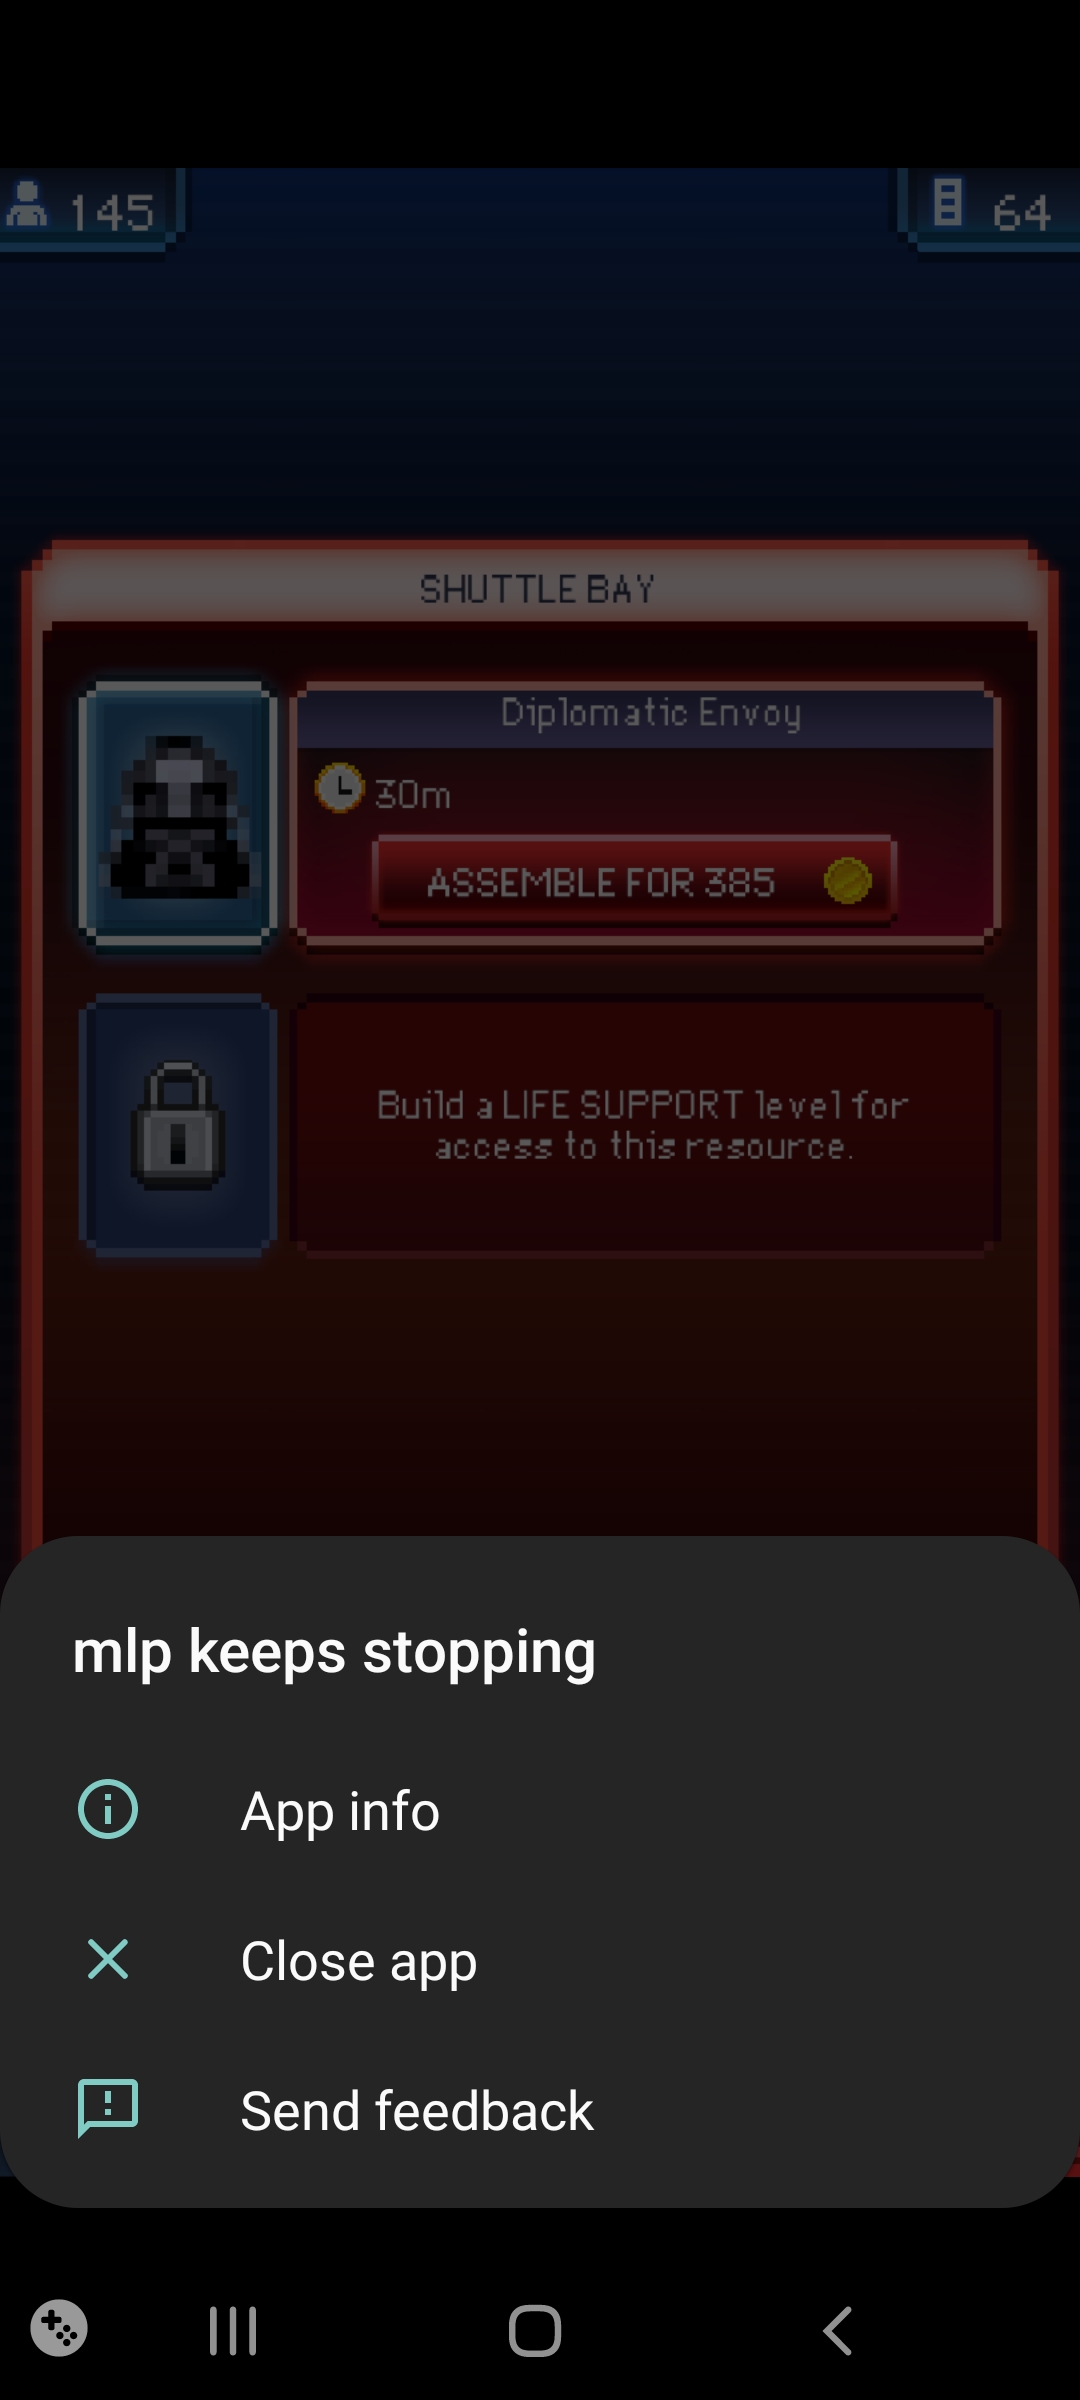 145
64
SHUTTLE BAY
Diplomatic Envoy
30m
ASSEMBLE FOR 385
Build a LIFE SUPPORT level for
access to this resource.
mlp keeps stopping
App info
Close app
Send feedback